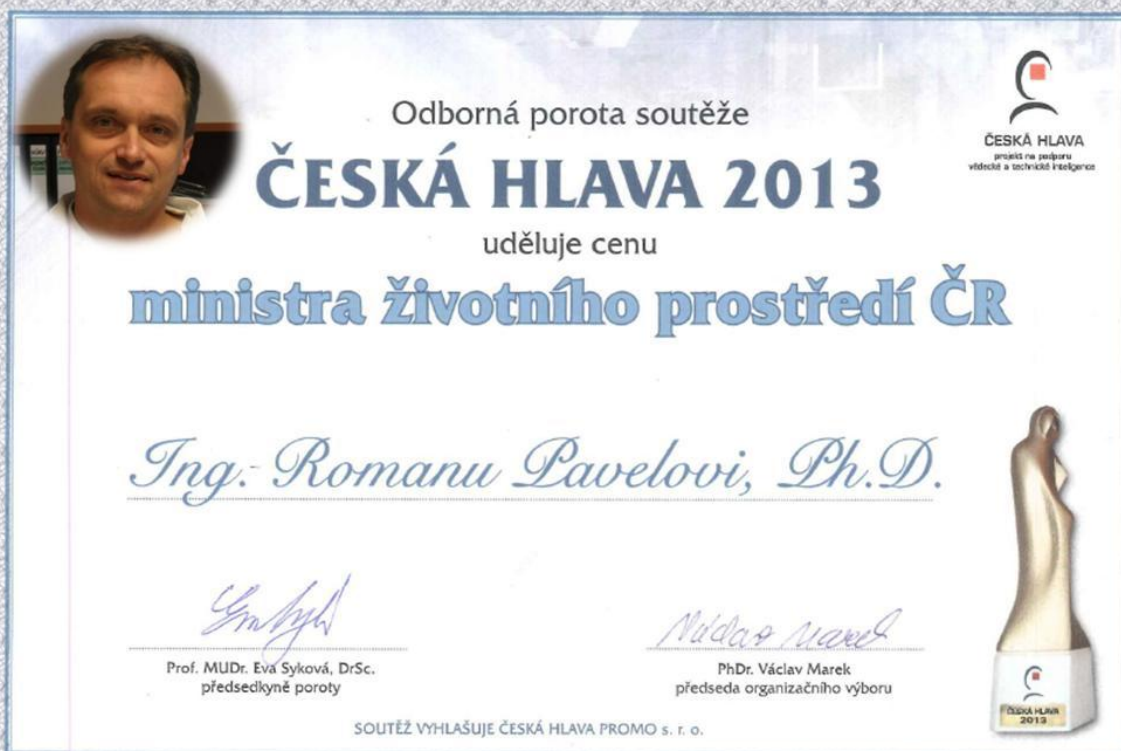 Odborná porota soutěže
ČESKÁ HLAVA 2013
uděluje cenu
ministra životního prostředí ČR
ČESKÁ HLAVA
projekt na podporu
vědecké a technické inteligence
Ing. Romanu Pavelovi, Ph.D.
Prof. MUDr. Eva Syková, DrSc.
předsedkyně poroty
Václav Marek
PhDr. Václav Marek
předseda organizačního výboru
ČESKÁ HLAVA
2013
SOUTĚŽ VYHLAŠUJE ČESKÁ HLAVA PROMO s. r. o.